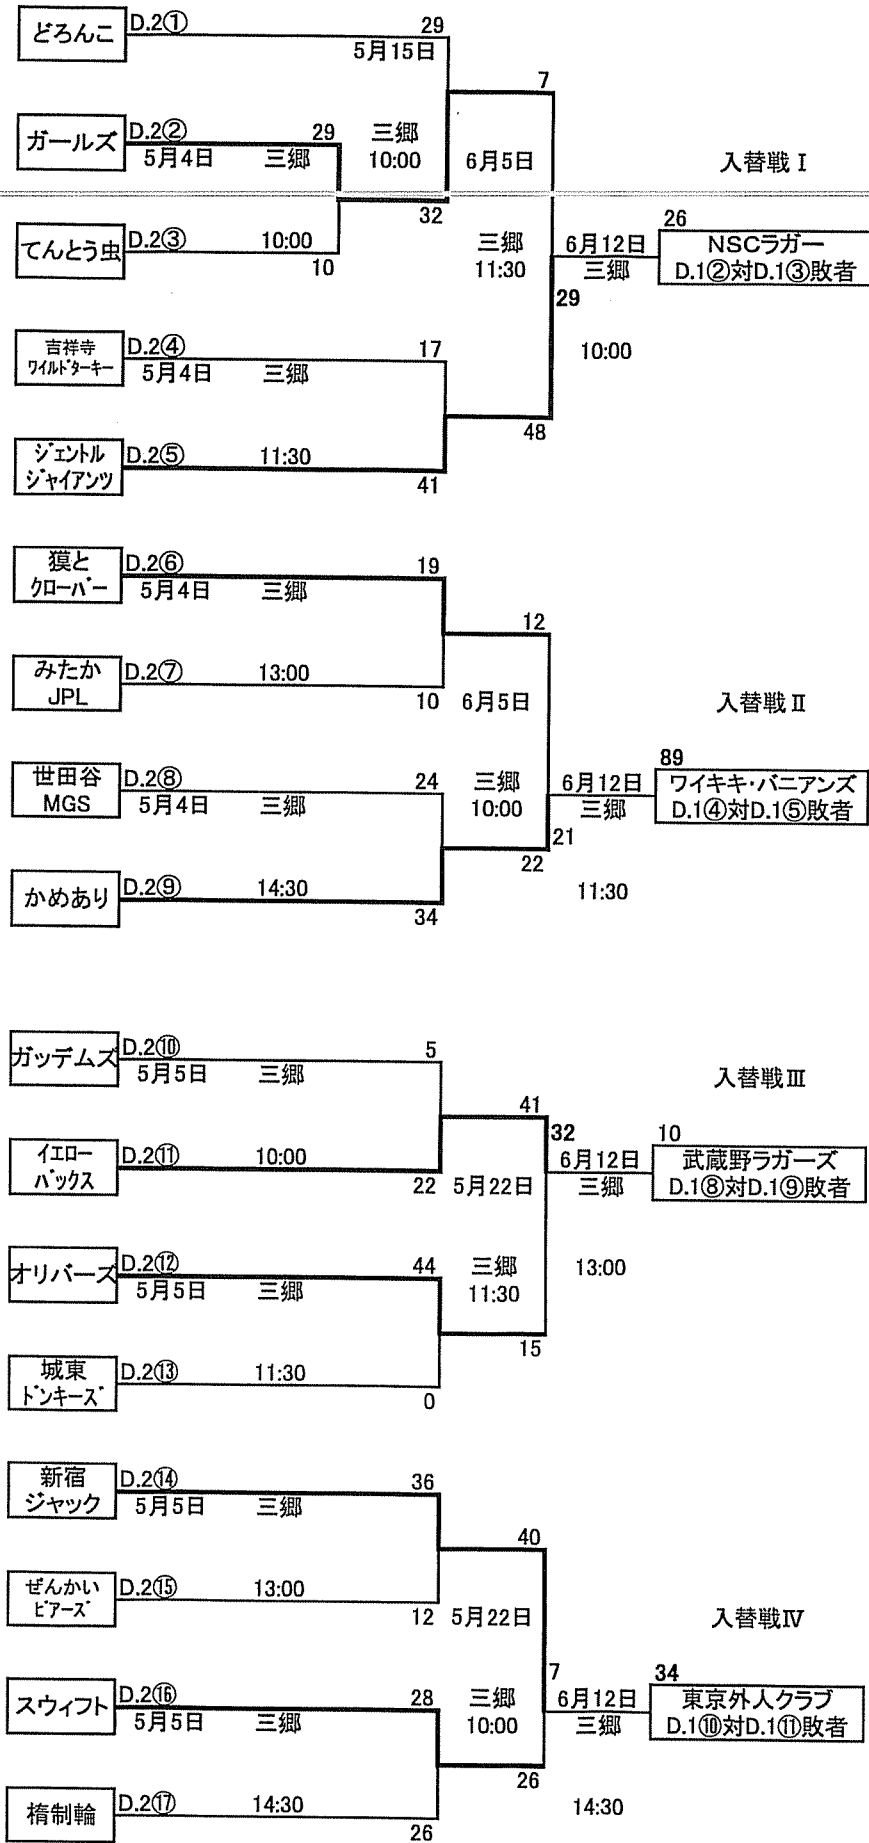 どろんこ D.2① 29
5月15日
7
ガールズ D.2② 29 三郷
5月4日 三郷 10:00 6月5日 入替戦Ⅰ
32
てんとう虫 D.2③ 10:00 三郷 6月12日 26
10 11:30 三郷 NSCラガー
D.1②対D.1③敗者
29
吉祥寺 D.2④ 17 10:00
ワイルドターキー 5月4日 三郷
48
ジェントル D.2⑤ 11:30
ジャイアンツ 41
獏と D.2⑥ 19
クローバー 5月4日 三郷
12
みたか D.2⑦ 13:00
JPL 10 6月5日 入替戦Ⅱ
世田谷 D.2⑧ 24 三郷 6月12日 89
MGS 5月4日 三郷 10:00 三郷 ワイキキ・バニアンズ
D.1④対D.1⑤敗者
21
22
かめあり D.2⑨ 14:30 11:30
34
ガッデムズ D.2⑩ 5
5月5日 三郷 入替戦Ⅲ
41
32 10
イエロー D.2⑪ 10:00 6月12日 武蔵野ラガーズ
バックス 22 5月22日 三郷 D.1⑧対D.1⑨敗者
オリバーズ D.2⑫ 44 三郷 13:00
5月5日 三郷 11:30
15
城東 D.2⑬ 11:30
ドンキーズ 0
新宿 D.2⑭ 36
ジャック 5月5日 三郷
40
ぜんかい D.2⑮ 13:00
ビアーズ 12 5月22日 入替戦Ⅳ
7 34
スウィフト D.2⑯ 28 三郷 6月12日 東京外人クラブ
5月5日 三郷 10:00 三郷 D.1⑩対D.1⑪敗者
26
楕制輪 D.2⑰ 14:30 14:30
26